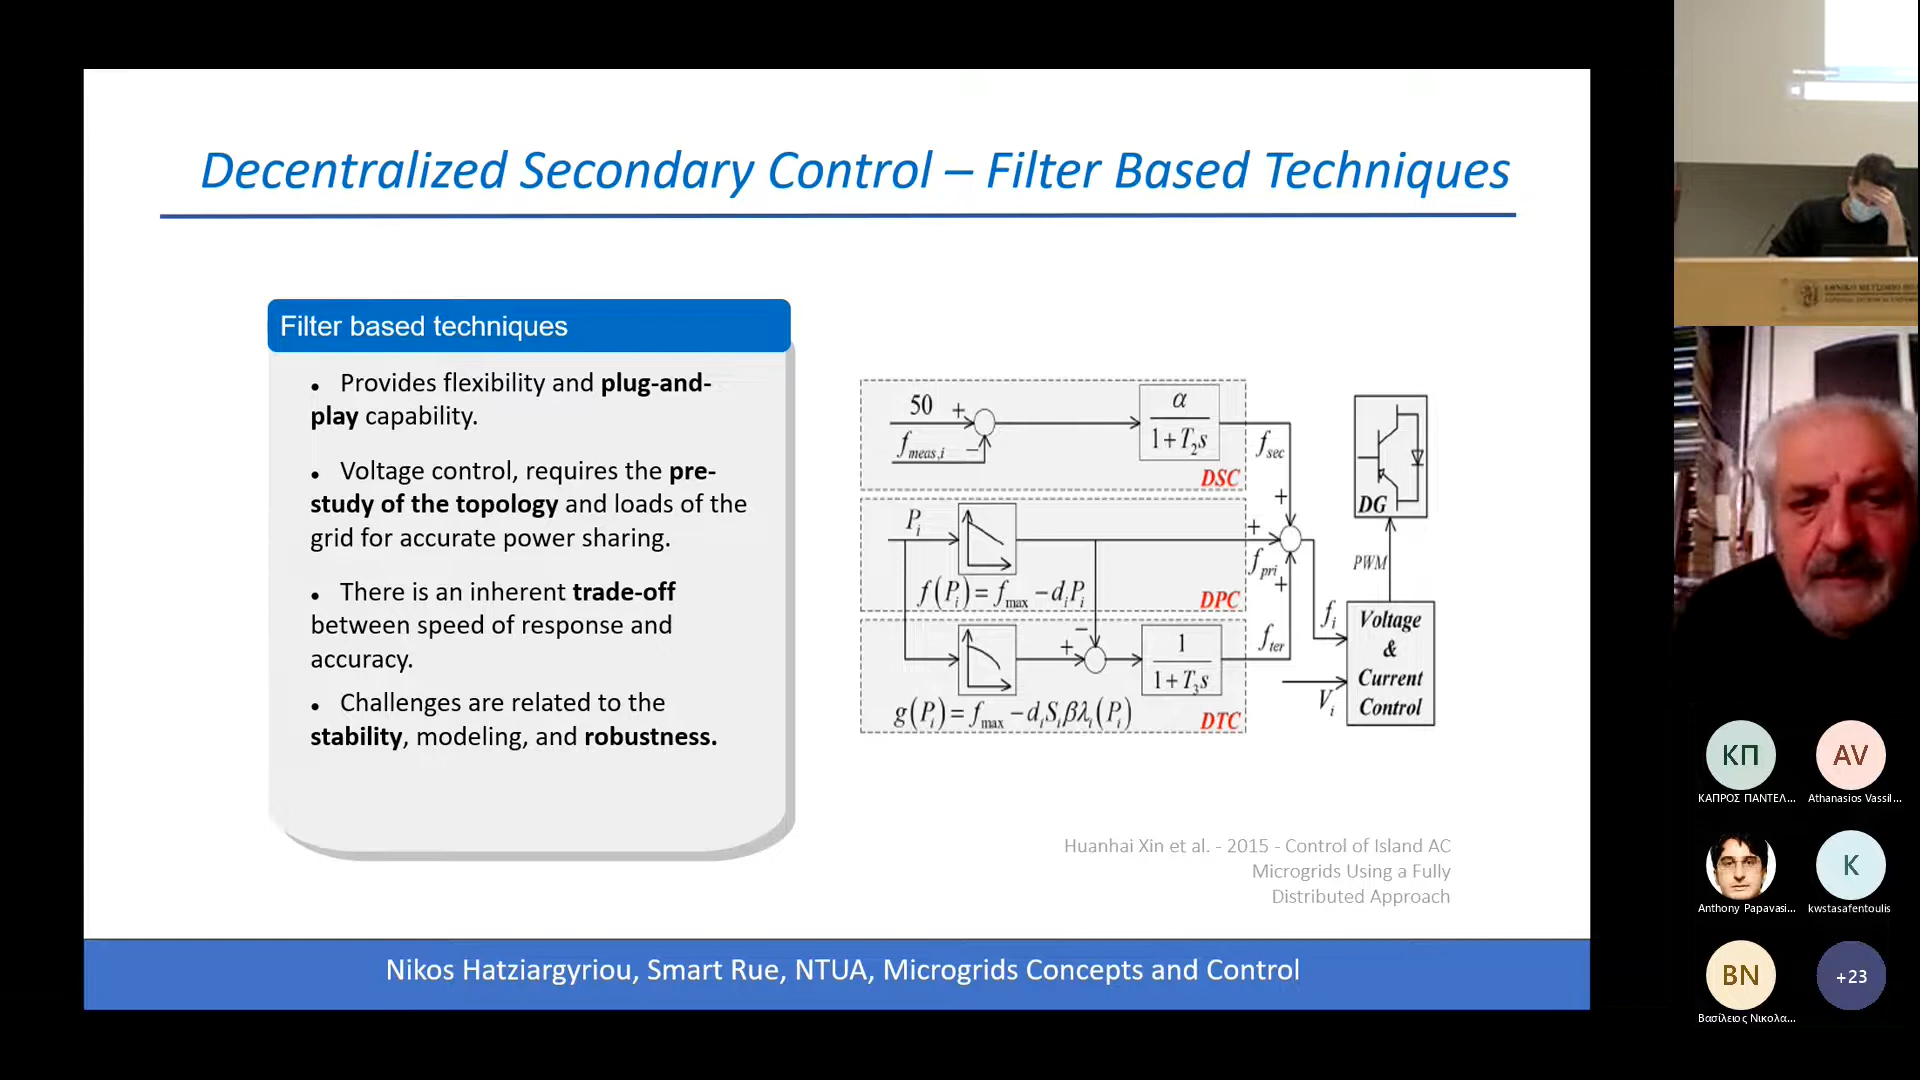 Decentralized Secondary Control – Filter Based Techniques
Filter based techniques
• Provides flexibility and plug-and-
play capability.
• Voltage control, requires the pre-
study of the topology and loads of the
grid for accurate power sharing.
• There is an inherent trade-off
between speed of response and
accuracy.
• Challenges are related to the
stability, modeling, and robustness.
50 + α
f_meas,i − 1+T₂s f_sec
DSC
+
P_i + f_pri
f(P_i)=f_max −d_iP_i DPC +
− + 1 f_ter
1+T₃s
g(P_i)=f_max −d_iS_iβλ_i(P_i) DTC
DG
PWM
f_i
V_i
Voltage
&
Current
Control
Huanhai Xin et al. - 2015 - Control of Island AC
Microgrids Using a Fully
Distributed Approach
Nikos Hatziargyriou, Smart Rue, NTUA, Microgrids Concepts and Control
ΚΠ AV
ΚΑΠΡΟΣ ΠΑΝΤΕΛ... Athanasios Vassil...
K
Anthony Papavasi... kwstasafentoulis
BN +23
Βασίλειος Νικολα...